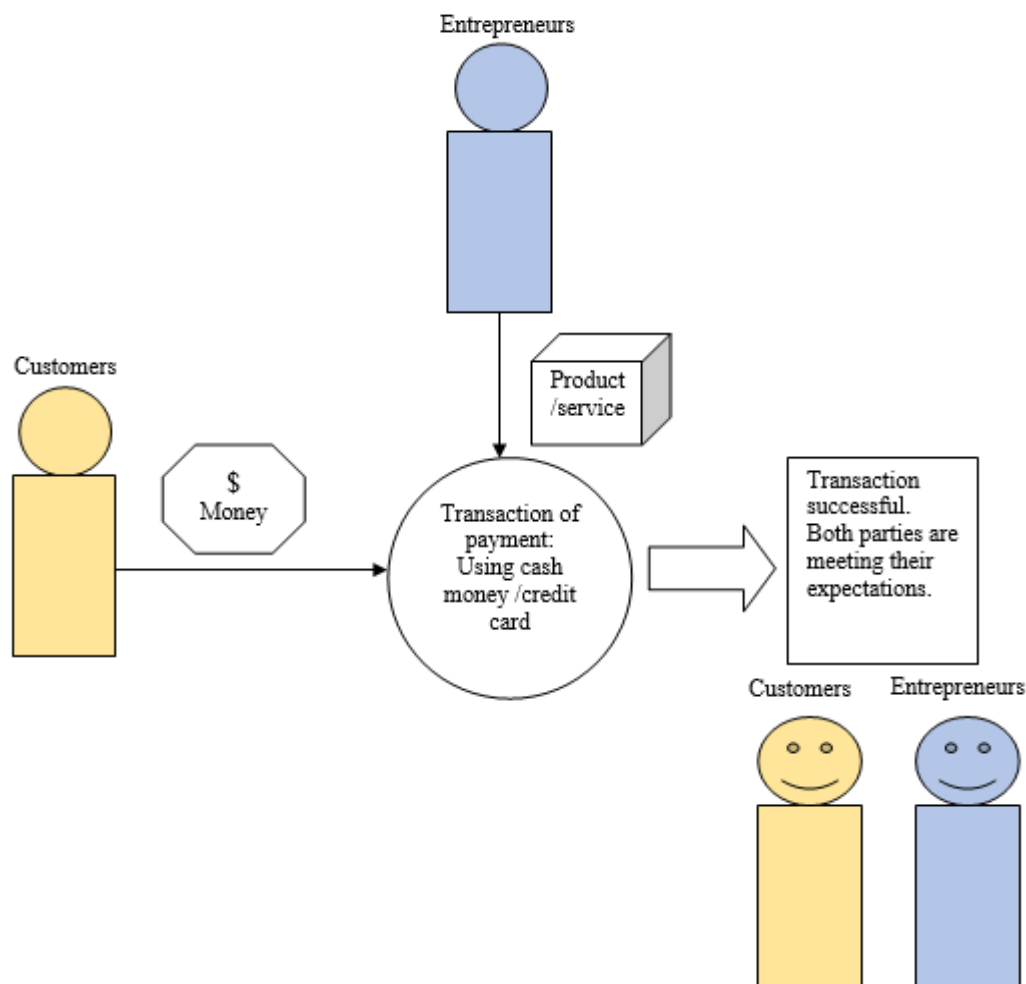 Entrepreneurs
Customers
Product
/service
$
Money
Transaction of
payment:
Using cash
money /credit
card
Transaction
successful.
Both parties are
meeting their
expectations.
Customers
Entrepreneurs